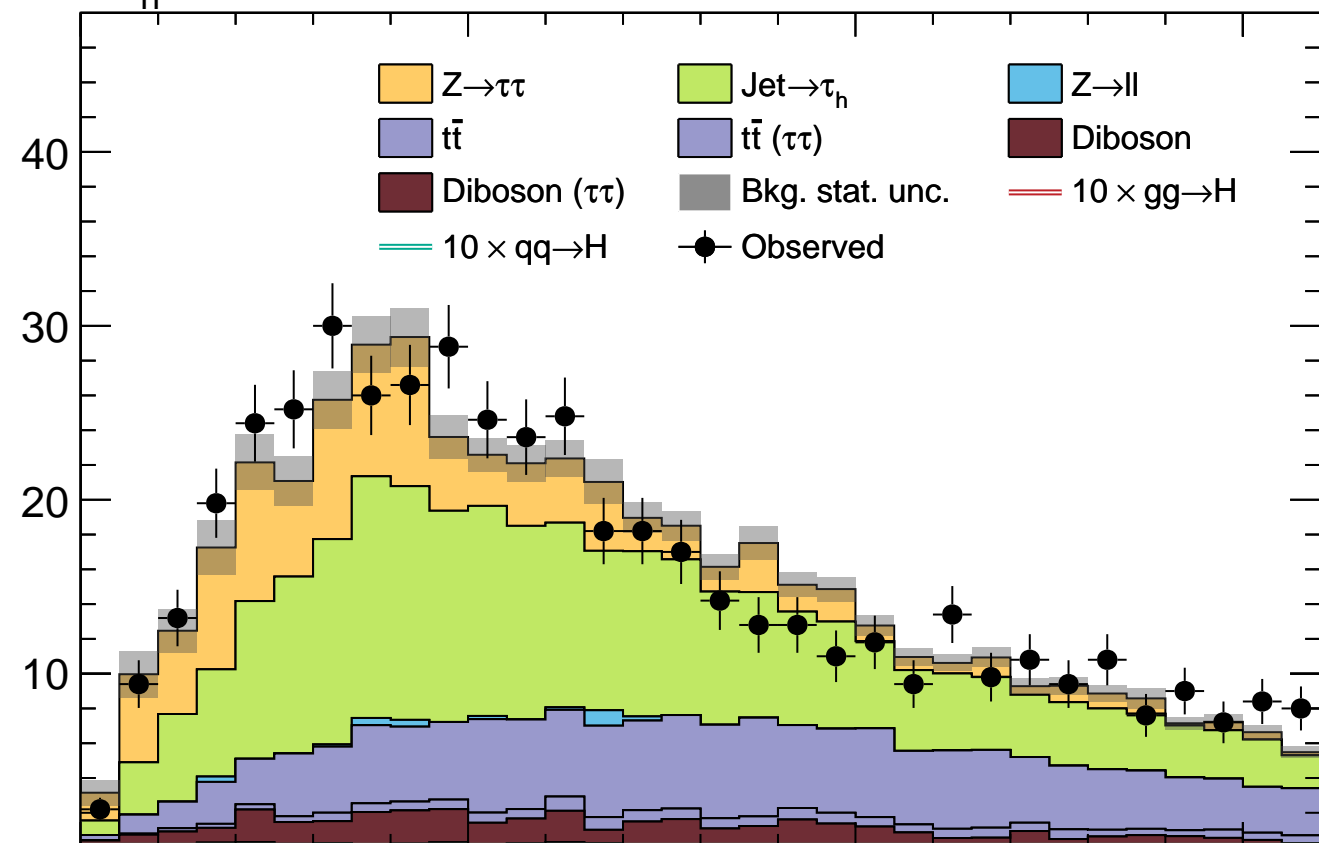 Z→ττ Jet→τh Z→ll
tt̄ tt̄ (ττ) Diboson
Diboson (ττ) Bkg. stat. unc. 10 × gg→H
10 × qq→H Observed
40
30
20
10